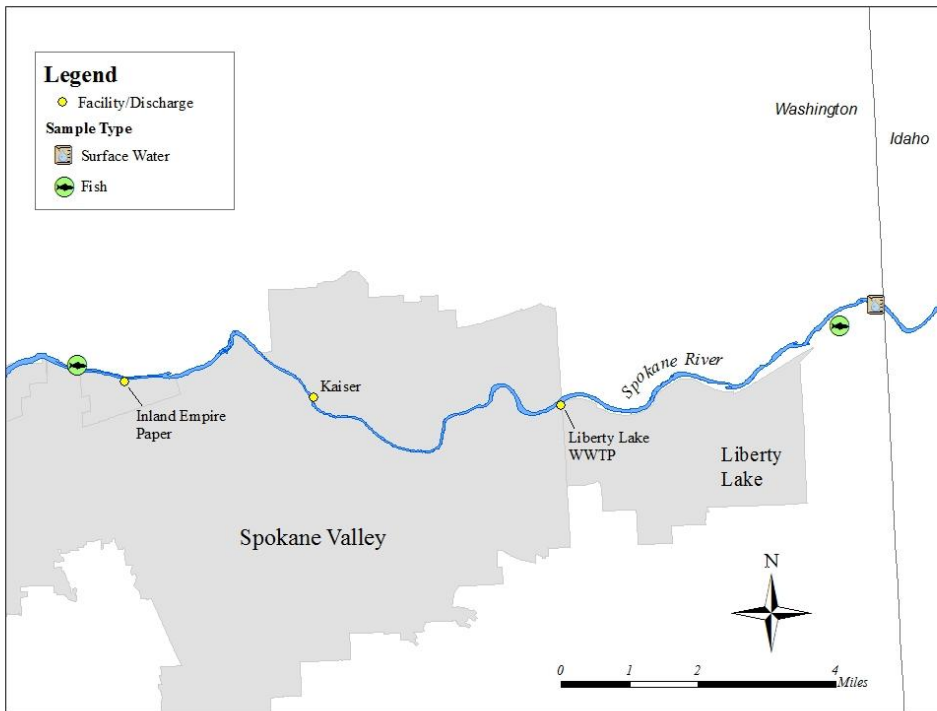 Legend
Facility/Discharge
Sample Type
Surface Water
Fish
Washington
Idaho
Spokane River
Kaiser
Inland Empire
Paper
Liberty Lake
WWTP
Liberty
Lake
Spokane Valley
N
0 1 2 4
Miles